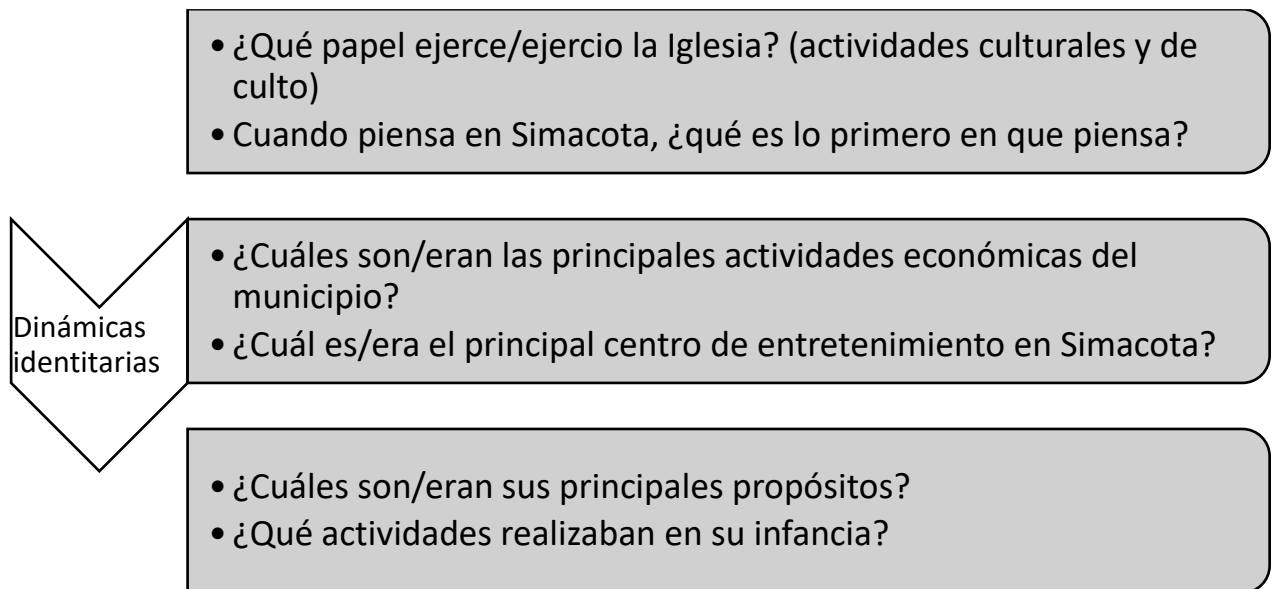 • ¿Qué papel ejerce/ejercio la Iglesia? (actividades culturales y de
culto)
• Cuando piensa en Simacota, ¿qué es lo primero en que piensa?
Dinámicas
identitarias
• ¿Cuáles son/eran las principales actividades económicas del
municipio?
• ¿Cuál es/era el principal centro de entretenimiento en Simacota?
• ¿Cuáles son/eran sus principales propósitos?
• ¿Qué actividades realizaban en su infancia?